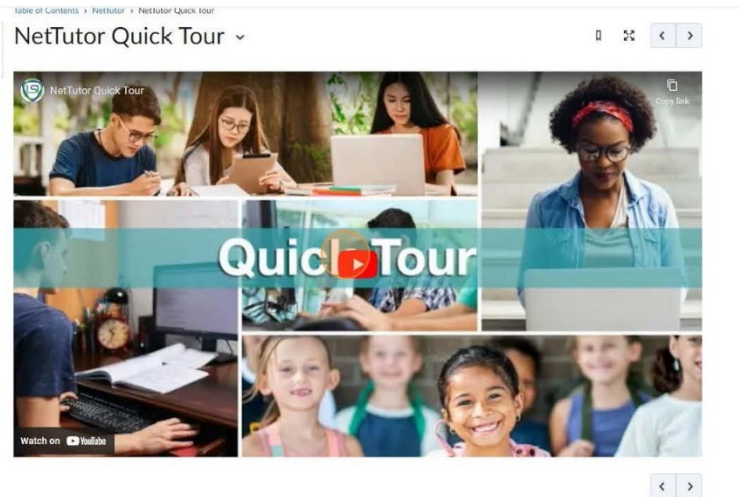 Table of Contents › NetTutor › NetTutor Quick Tour
NetTutor Quick Tour
NetTutor Quick Tour
Copy link
Quick Tour
Watch on YouTube